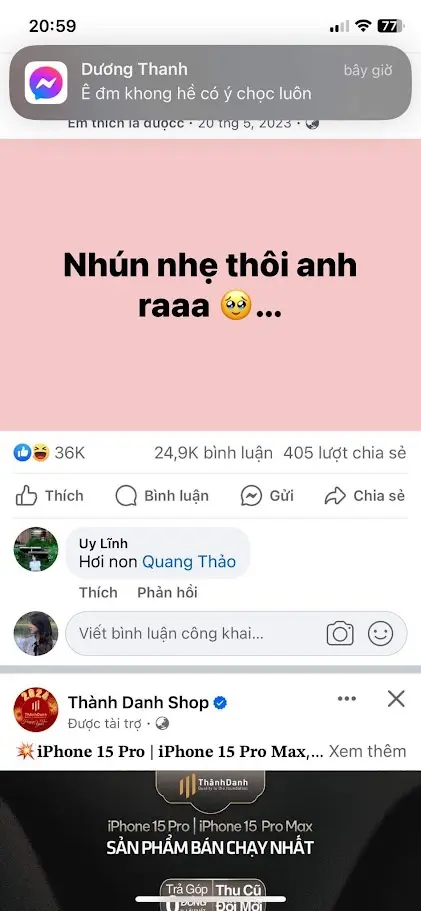 20:59
77
Dương Thanh
bây giờ
Ê đm khong hề có ý chọc luôn
Em thích là đượcc · 20 thg 5, 2023 ·
Nhún nhẹ thôi anh
raaa 🥹...
36K
24,9K bình luận 405 lượt chia sẻ
Thích
Bình luận
Gửi
Chia sẻ
Uy Lĩnh
Hơi non Quang Thảo
Thích Phản hồi
Viết bình luận công khai...
2024
Thành Danh Shop
Được tài trợ ·
💥iPhone 15 Pro | iPhone 15 Pro Max,... Xem thêm
ThànhDanh
iPhone 15 Pro | iPhone 15 Pro Max
SẢN PHẨM BÁN CHẠY NHẤT
Trả Góp
Thu Cũ
Đổi Mới